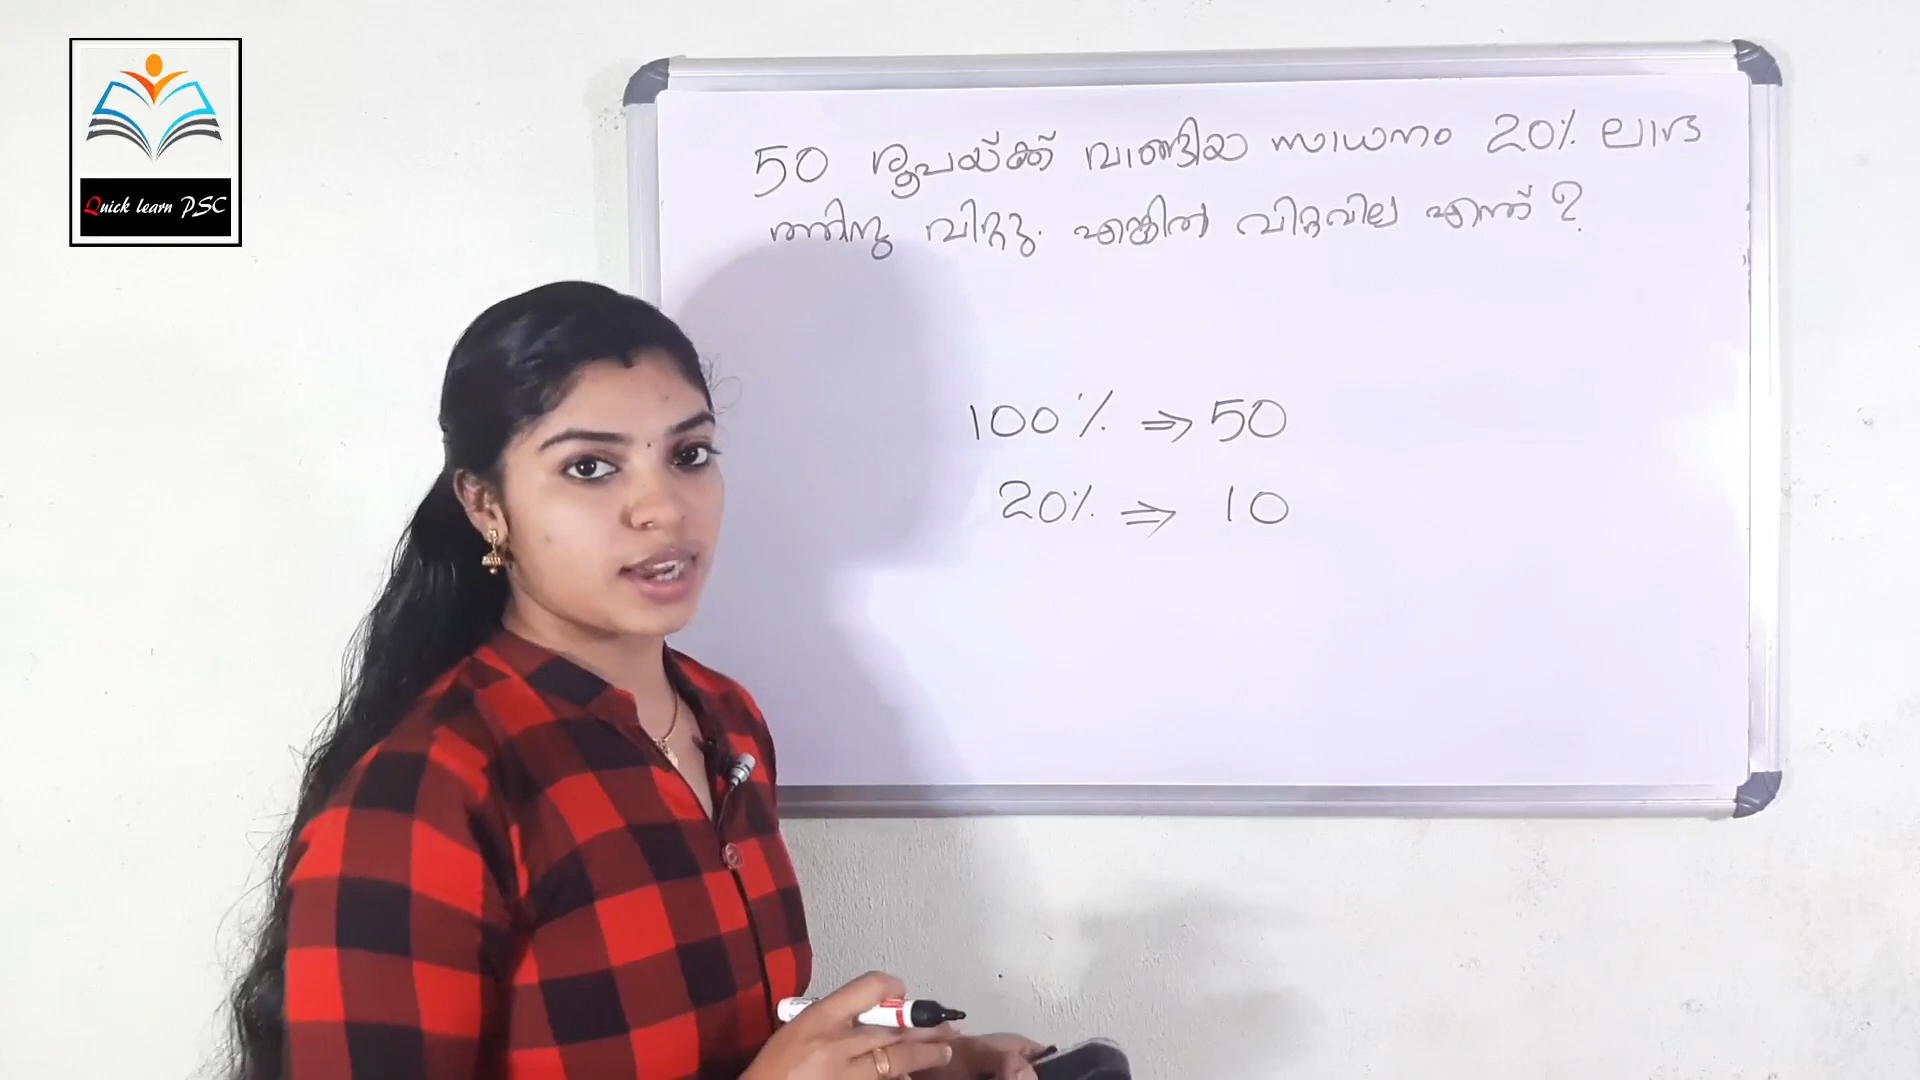 Quick learn PSC
50 രൂപയ്ക്ക് വാങ്ങിയ സാധനം 20% ലാഭ
ത്തിനു വിറ്റു. എങ്കിൽ വിറ്റവില എന്ത് ?
100% ⇒ 50
20% ⇒ 10